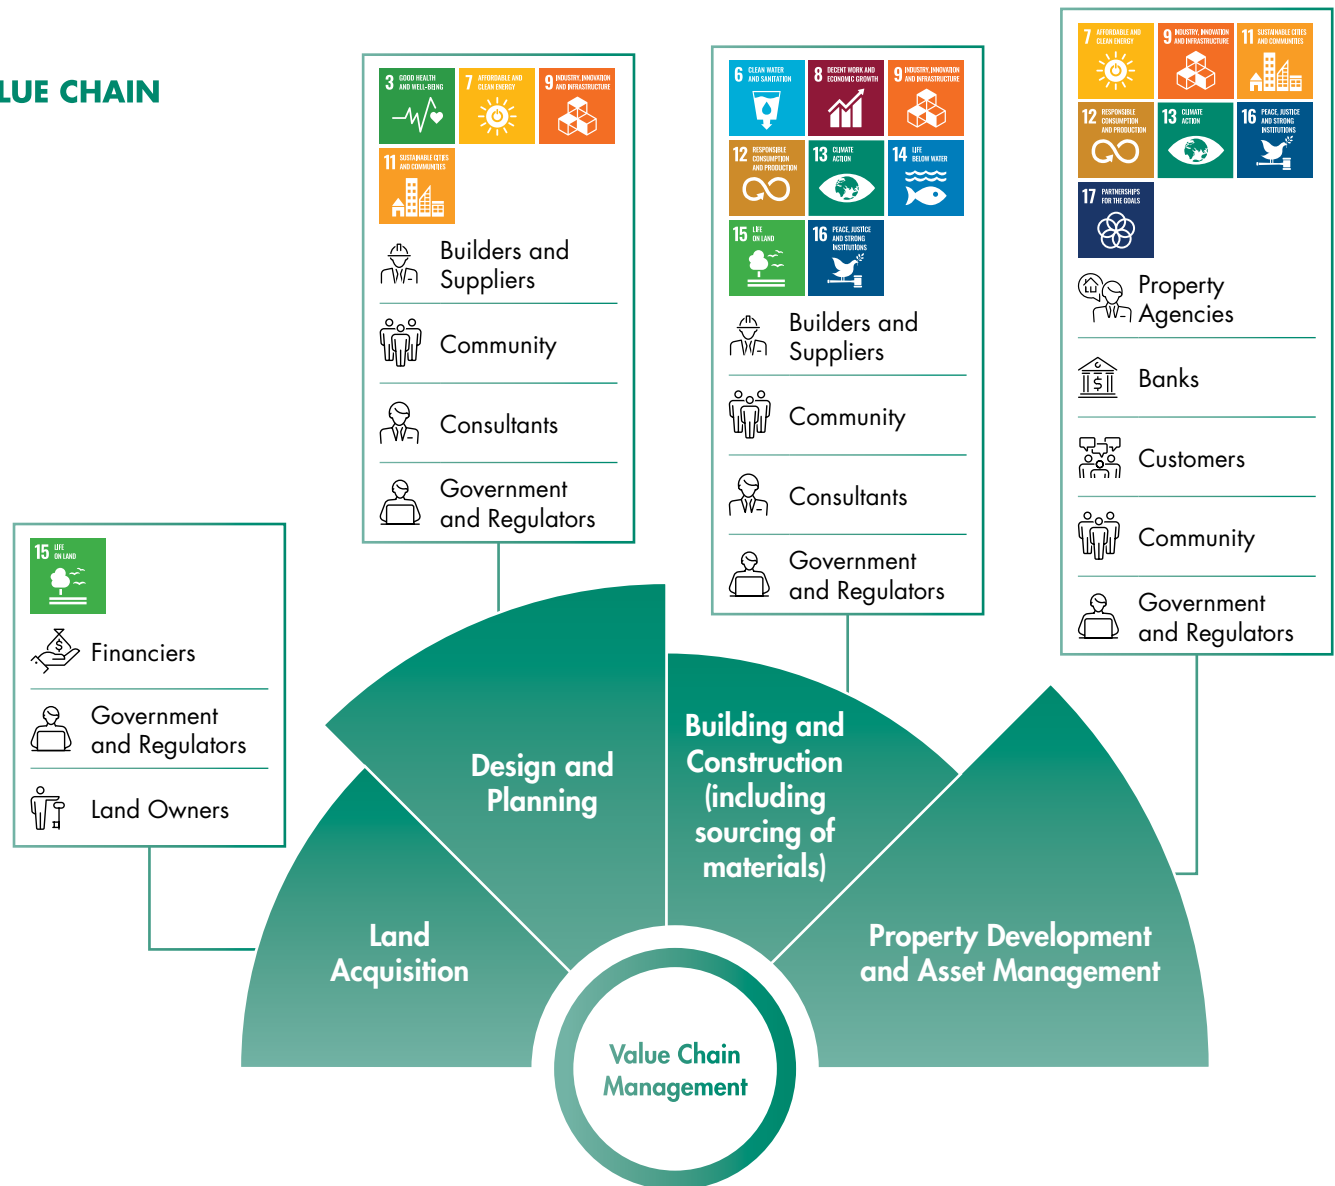 LUE CHAIN
3 GOOD HEALTH
AND WELL-BEING
7 AFFORDABLE AND
CLEAN ENERGY
9 INDUSTRY, INNOVATION
AND INFRASTRUCTURE
11 SUSTAINABLE CITIES
AND COMMUNITIES
Builders and
Suppliers
Community
Consultants
Government
and Regulators
6 CLEAN WATER
AND SANITATION
8 DECENT WORK AND
ECONOMIC GROWTH
9 INDUSTRY, INNOVATION
AND INFRASTRUCTURE
12 RESPONSIBLE
CONSUMPTION
AND PRODUCTION
13 CLIMATE
ACTION
14 LIFE
BELOW WATER
15 LIFE
ON LAND
16 PEACE, JUSTICE
AND STRONG
INSTITUTIONS
Builders and
Suppliers
Community
Consultants
Government
and Regulators
7 AFFORDABLE AND
CLEAN ENERGY
9 INDUSTRY, INNOVATION
AND INFRASTRUCTURE
11 SUSTAINABLE CITIES
AND COMMUNITIES
12 RESPONSIBLE
CONSUMPTION
AND PRODUCTION
13 CLIMATE
ACTION
16 PEACE, JUSTICE
AND STRONG
INSTITUTIONS
17 PARTNERSHIPS
FOR THE GOALS
Property
Agencies
Banks
$
Customers
Community
Government
and Regulators
15 LIFE
ON LAND
$
Financiers
Government
and Regulators
Land Owners
Land
Acquisition
Design and
Planning
Building and
Construction
(including
sourcing of
materials)
Property Development
and Asset Management
Value Chain
Management